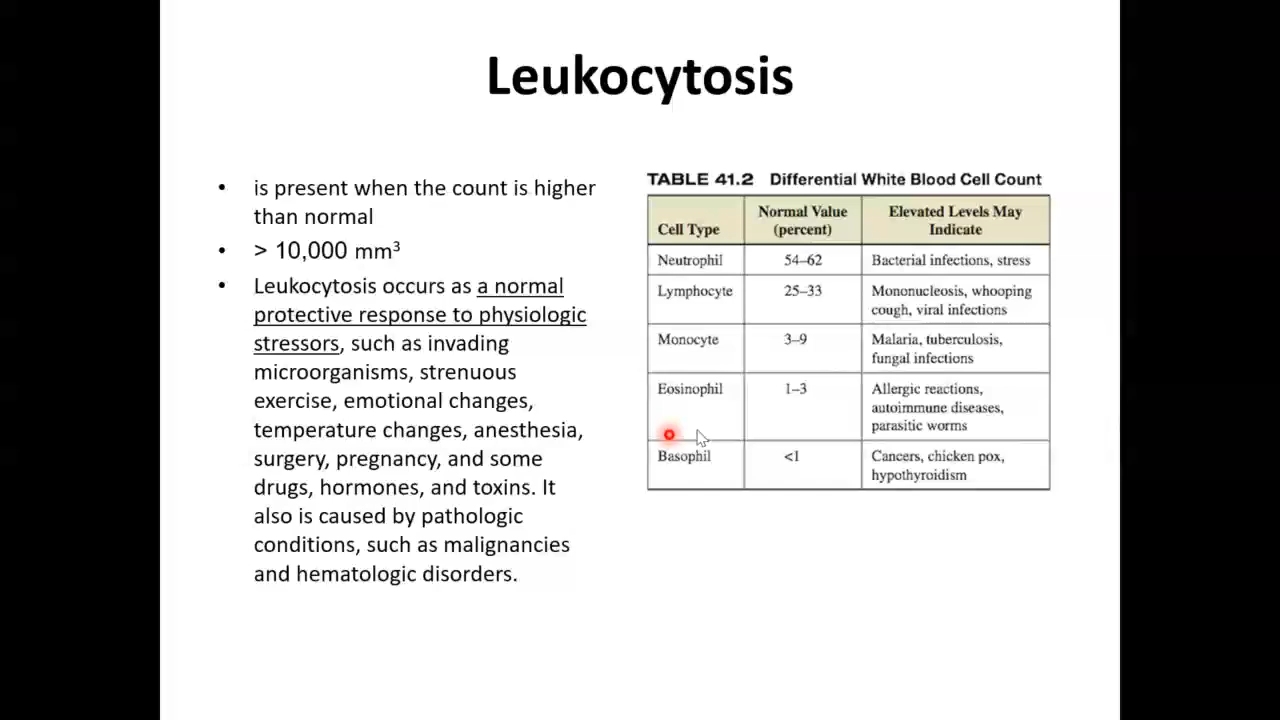 Leukocytosis
• is present when the count is higher
than normal
• > 10,000 mm³
• Leukocytosis occurs as a normal
protective response to physiologic
stressors, such as invading
microorganisms, strenuous
exercise, emotional changes,
temperature changes, anesthesia,
surgery, pregnancy, and some
drugs, hormones, and toxins. It
also is caused by pathologic
conditions, such as malignancies
and hematologic disorders.
TABLE 41.2 Differential White Blood Cell Count
Cell Type Normal Value (percent) Elevated Levels May Indicate
Neutrophil 54–62 Bacterial infections, stress
Lymphocyte 25–33 Mononucleosis, whooping
cough, viral infections
Monocyte 3–9 Malaria, tuberculosis,
fungal infections
Eosinophil 1–3 Allergic reactions,
autoimmune diseases,
parasitic worms
Basophil <1 Cancers, chicken pox,
hypothyroidism